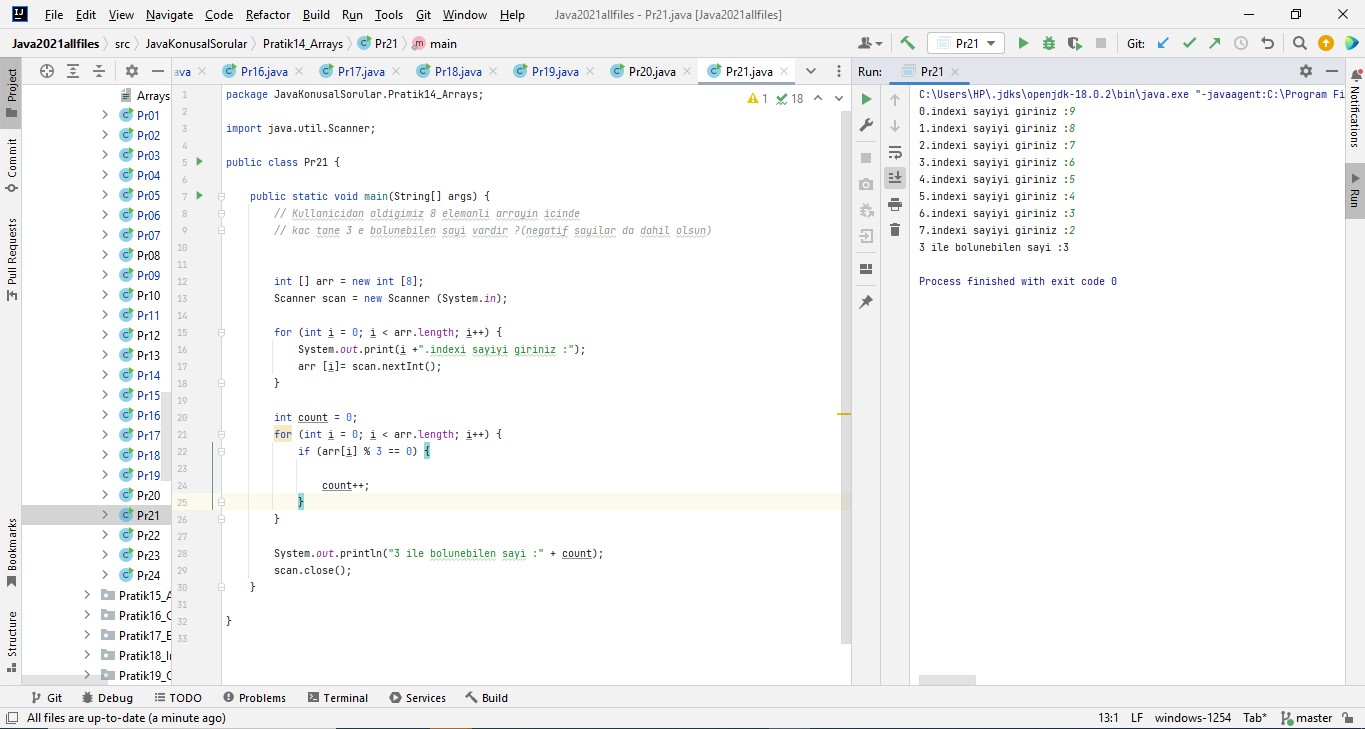 File Edit View Navigate Code Refactor Build Run Tools Git Window Help Java2021allfiles - Pr21.java [Java2021allfiles]
Java2021allfiles src JavaKonusalSorular Pratik14_Arrays Pr21 main Pr21 Git:
ava Pr16.java Pr17.java Pr18.java Pr19.java Pr20.java Pr21.java
Project
Commit
Pull Requests
Bookmarks
Structure
Arrays
Pr01
Pr02
Pr03
Pr04
Pr05
Pr06
Pr07
Pr08
Pr09
Pr10
Pr11
Pr12
Pr13
Pr14
Pr15
Pr16
Pr17
Pr18
Pr19
Pr20
Pr21
Pr22
Pr23
Pr24
Pratik15_A
Pratik16_C
Pratik17_E
Pratik18_In
Pratik19_C
1 package JavaKonusalSorular.Pratik14_Arrays;
2
3 import java.util.Scanner;
4
5 public class Pr21 {
6
7 public static void main(String[] args) {
8 // Kullanicidan aldigimiz 8 elemanli arrayin icinde
9 // kac tane 3 e bolunebilen sayi vardir ?(negatif sayilar da dahil olsun)
10
11
12 int [] arr = new int [8];
13 Scanner scan = new Scanner (System.in);
14
15 for (int i = 0; i < arr.length; i++) {
16 System.out.print(i +".indexi sayiyi giriniz :");
17 arr [i]= scan.nextInt();
18 }
19
20 int count = 0;
21 for (int i = 0; i < arr.length; i++) {
22 if (arr[i] % 3 == 0) {
23
24 count++;
25 }
26 }
27
28 System.out.println("3 ile bolunebilen sayi :" + count);
29 scan.close();
30 }
31
32 }
33
1 18
Run: Pr21
C:\Users\HP\.jdks\openjdk-18.0.2\bin\java.exe "-javaagent:C:\Program Fi
0.indexi sayiyi giriniz :9
1.indexi sayiyi giriniz :8
2.indexi sayiyi giriniz :7
3.indexi sayiyi giriniz :6
4.indexi sayiyi giriniz :5
5.indexi sayiyi giriniz :4
6.indexi sayiyi giriniz :3
7.indexi sayiyi giriniz :2
3 ile bolunebilen sayi :3
Process finished with exit code 0
Notifications
Run
Git Debug TODO Problems Terminal Services Build
All files are up-to-date (a minute ago) 13:1 LF windows-1254 Tab* master